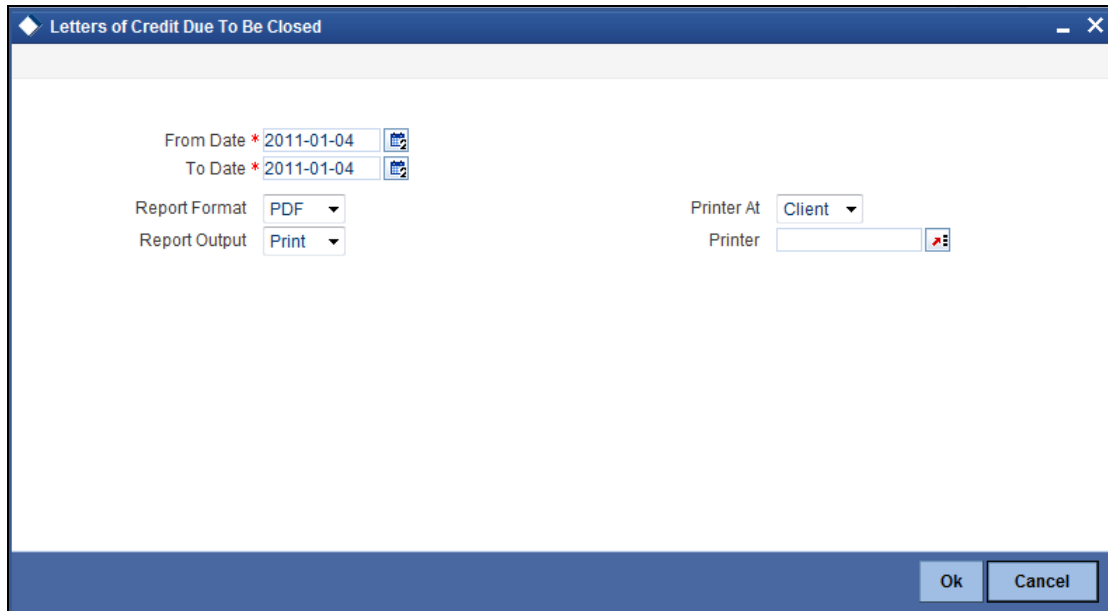 Letters of Credit Due To Be Closed
From Date * 2011-01-04
To Date * 2011-01-04
Report Format PDF Printer At Client
Report Output Print Printer
Ok Cancel